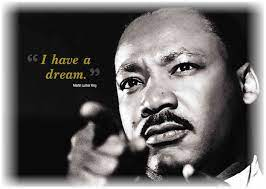 “ I have a
dream. ”
Martin Luther King